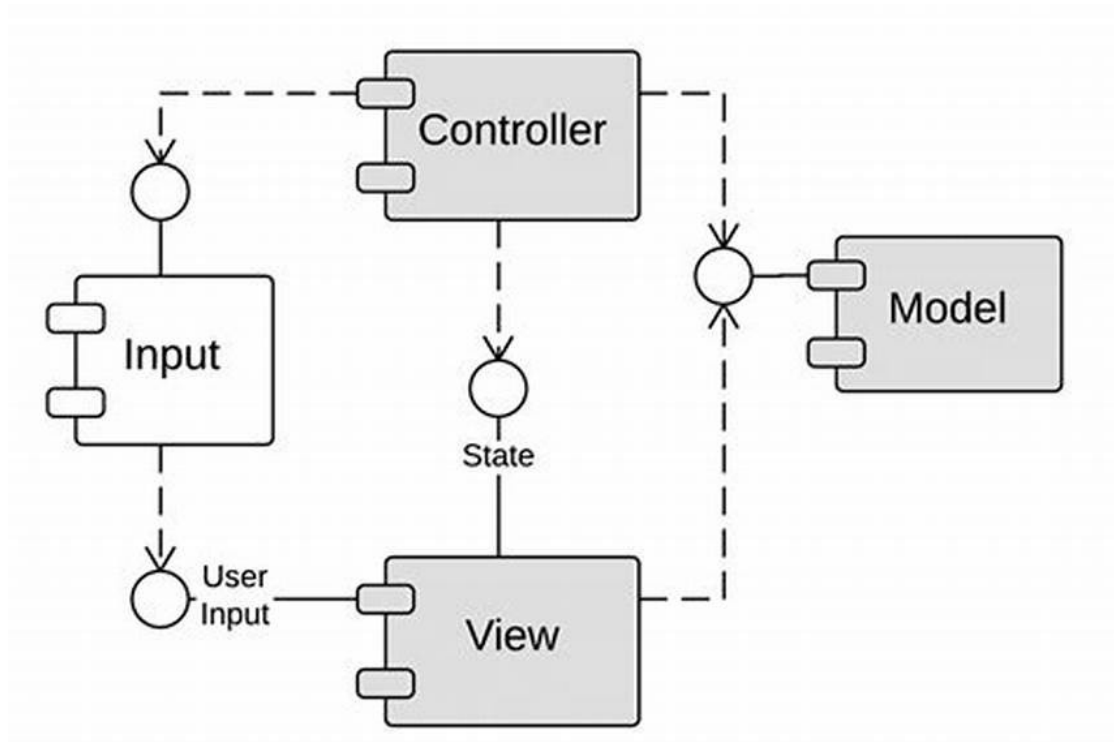 Controller
Model
Input
State
User
Input
View